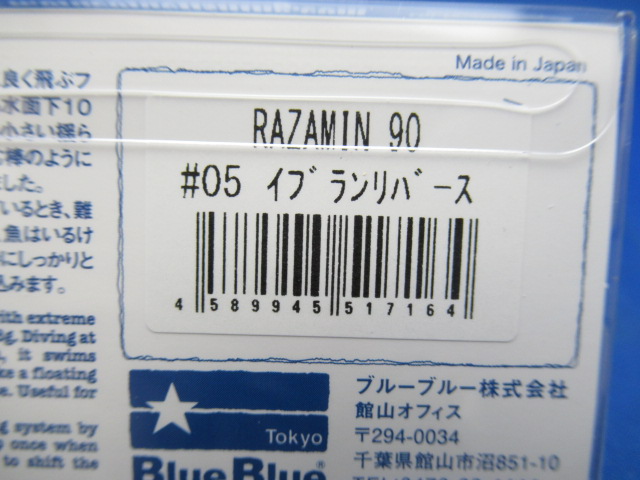 Made in Japan
良く飛ぶフ
水面下10
小さい揺ら
棒のように
ました。
いるとき、難
魚はいるけ
にしっかりと
込みます。
with extreme
g. Diving at
it swims
ke a floating
e. Useful for
ng system by
once when
to shift the
RAZAMIN 90
#05 イブランリバース
4 589945 517164
Tokyo
BlueBlue®
ブルーブルー株式会社
館山オフィス
〒294-0034
千葉県館山市沼851-10